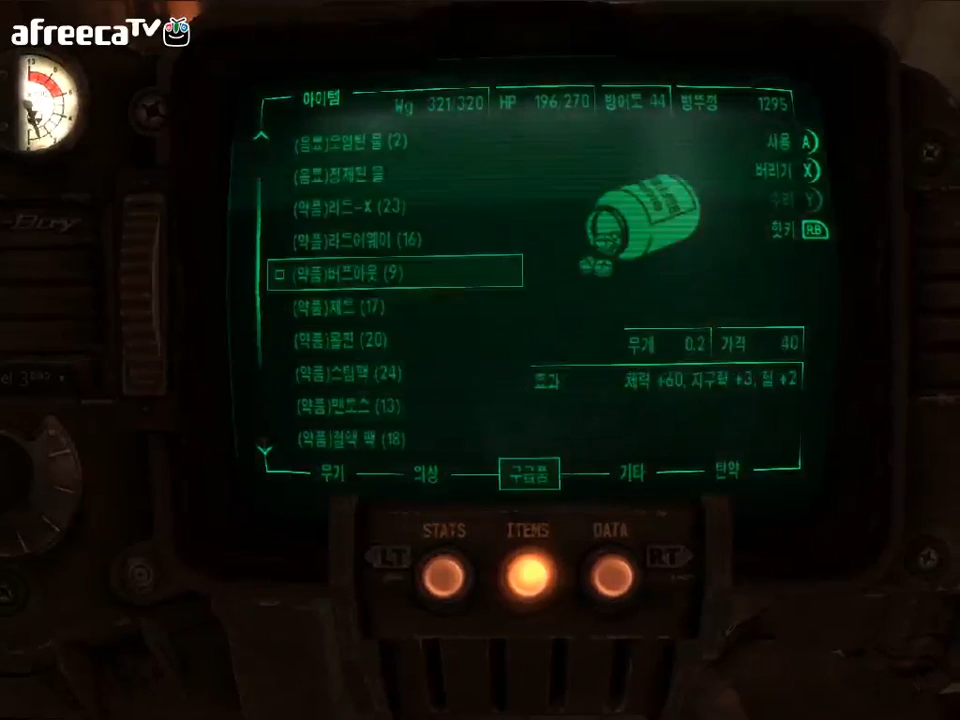 afreecaTV
아이템 Wg 321/320 HP 196/270 방어도 44 병뚜껑 1295
(음료)오염된 물 (2)
(음료)정제된 물
(약품)라드-X (23)
(약품)라드어웨이 (16)
(약품)버프아웃 (9)
(약품)제트 (17)
(약품)몰핀 (20)
(약품)스팀팩 (24)
(약품)멘토스 (13)
(약품)혈액 팩 (18)
사용 A)
버리기 X)
수리 Y)
핫키 RB
무게 0.2 가격 40
효과 체력 +60, 지구력 +3, 힘 +2
무기 의상 구급품 기타 탄약
-Boy
STATS ITEMS DATA
LT RT